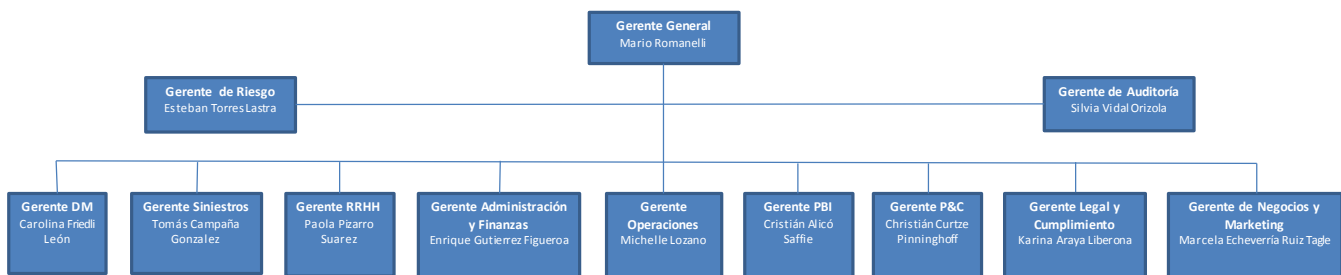 Gerente General
Mario Romanelli
Gerente de Riesgo
Esteban Torres Lastra
Gerente de Auditoría
Silvia Vidal Orizola
Gerente DM
Carolina Friedli
León
Gerente Siniestros
Tomás Campaña
Gonzalez
Gerente RRHH
Paola Pizarro
Suarez
Gerente Administración
y Finanzas
Enrique Gutierrez Figueroa
Gerente
Operaciones
Michelle Lozano
Gerente PBI
Cristián Alicó
Saffie
Gerente P&C
Christián Curtze
Pinninghoff
Gerente Legal y
Cumplimiento
Karina Araya Liberona
Gerente de Negocios y
Marketing
Marcela Echeverría Ruiz Tagle